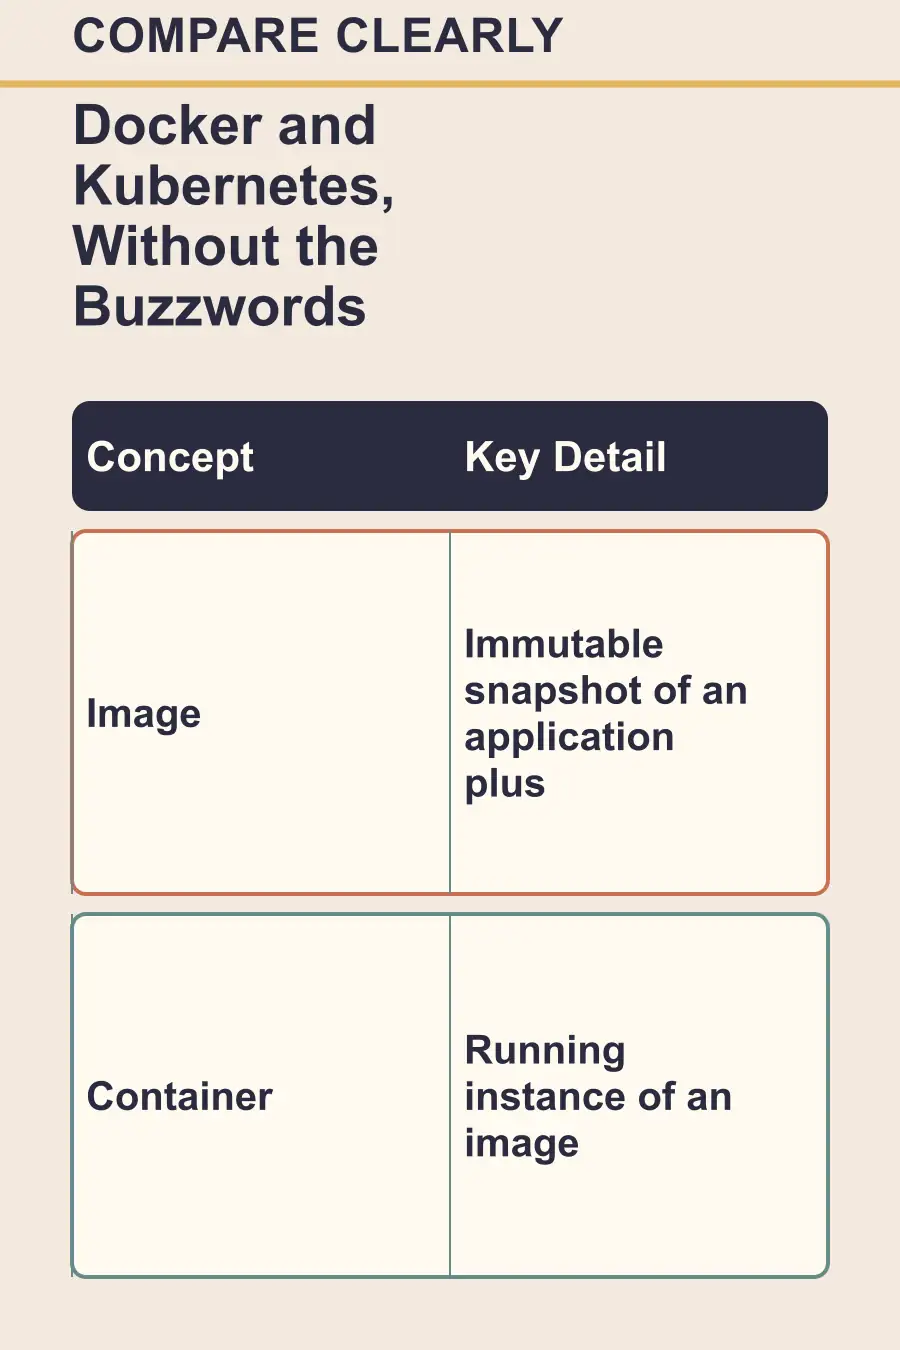 COMPARE CLEARLY
Docker and
Kubernetes,
Without the
Buzzwords
Concept
Key Detail
Image
Immutable
snapshot of an
application
plus
Container
Running
instance of an
image